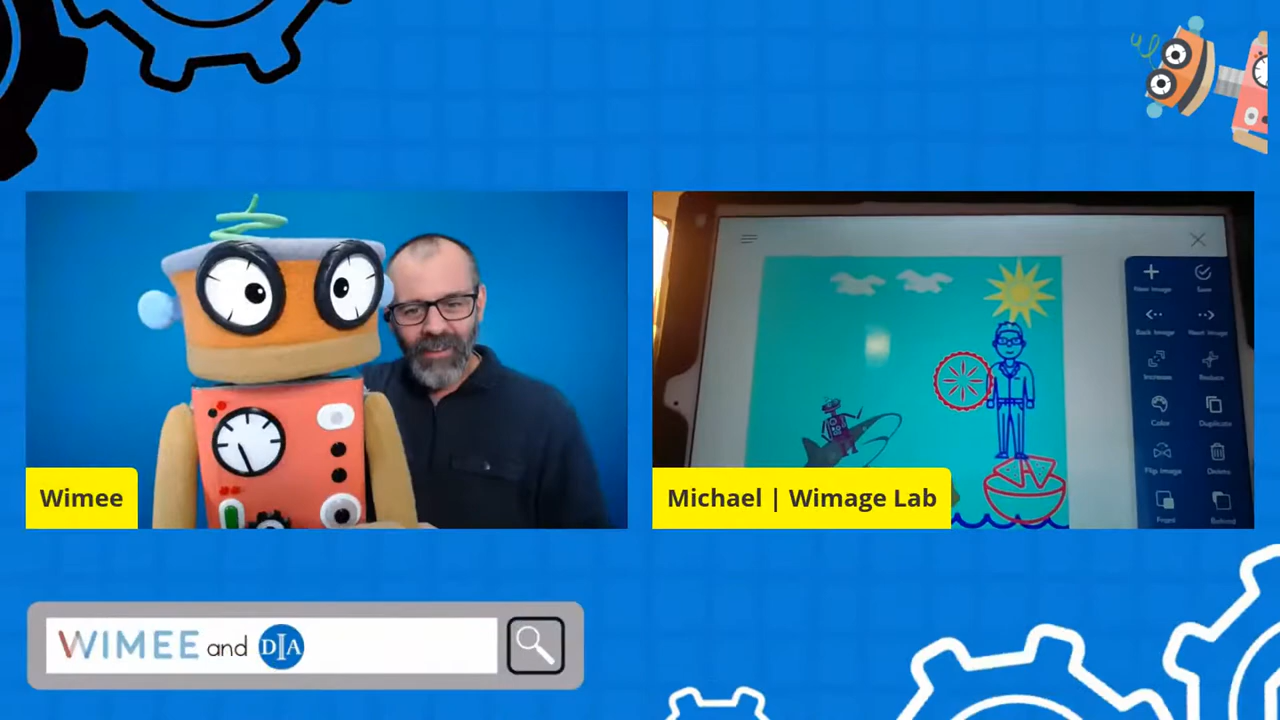 New Image Save
Back Image Next Image
Increase Reduce
Color Duplicate
Flip Image Delete
Front Behind
Wimee
Michael | Wimage Lab
WIMEE and DIA